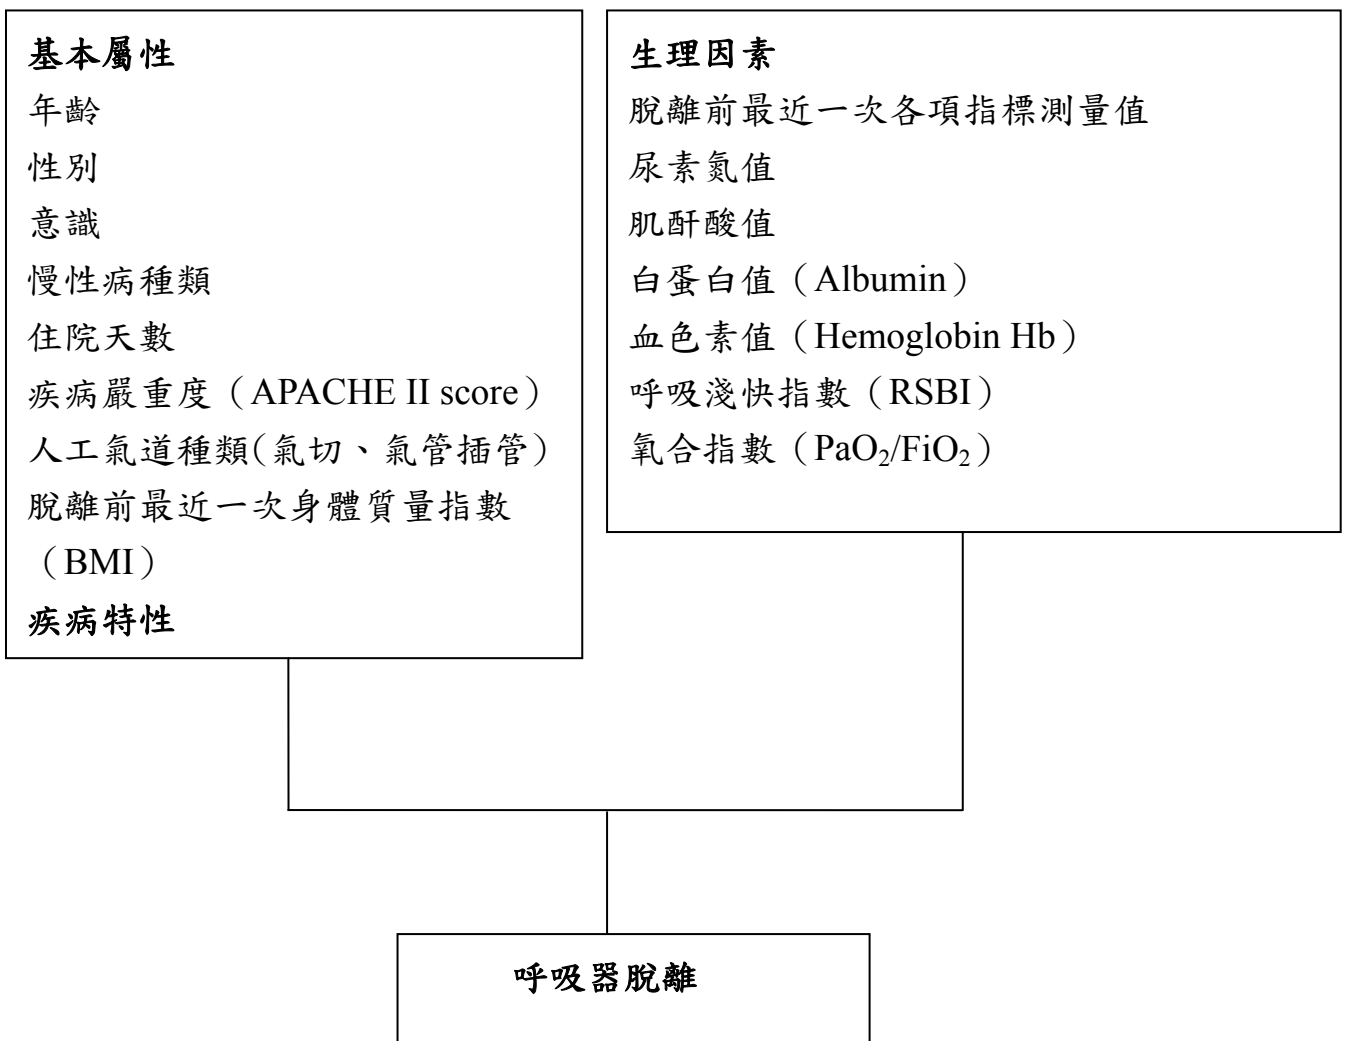 基本屬性
年齡
性別
意識
慢性病種類
住院天數
疾病嚴重度（APACHE II score）
人工氣道種類(氣切、氣管插管)
脫離前最近一次身體質量指數
（BMI）
疾病特性
生理因素
脫離前最近一次各項指標測量值
尿素氮值
肌酐酸值
白蛋白值（Albumin）
血色素值（Hemoglobin Hb）
呼吸淺快指數（RSBI）
氧合指數（PaO₂/FiO₂）
呼吸器脫離